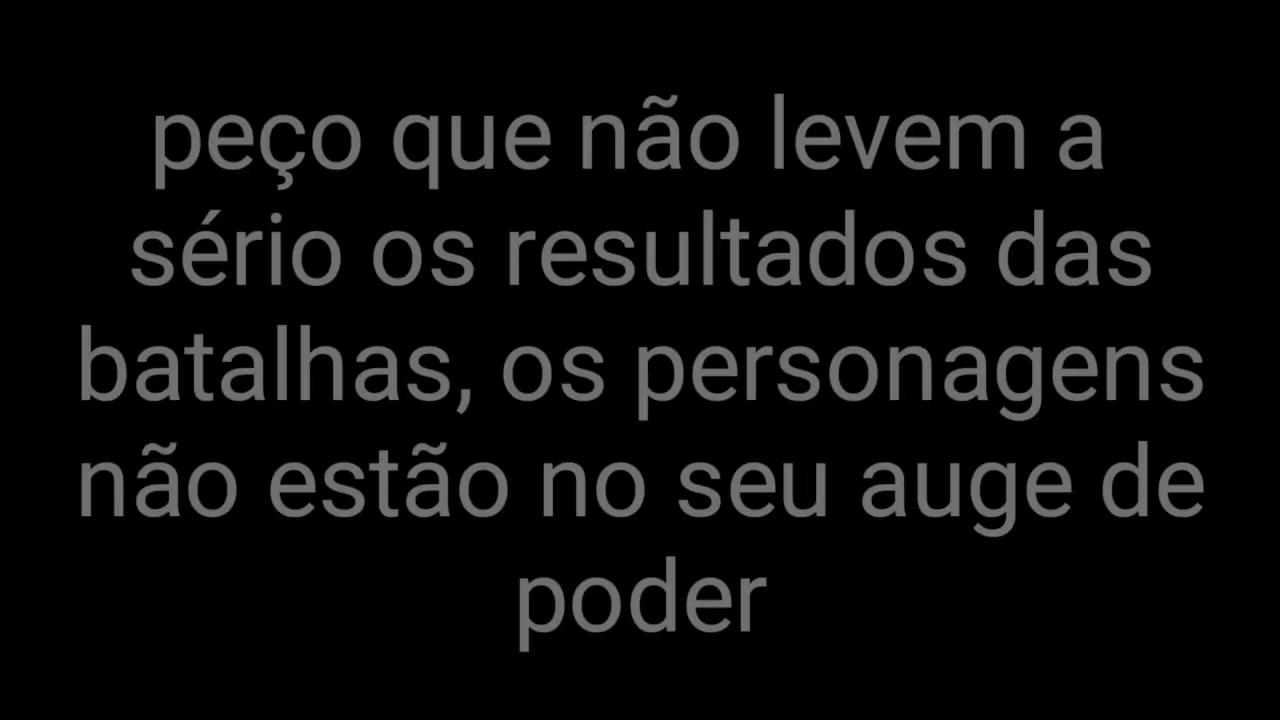 peço que não levem a
sério os resultados das
batalhas, os personagens
não estão no seu auge de
poder